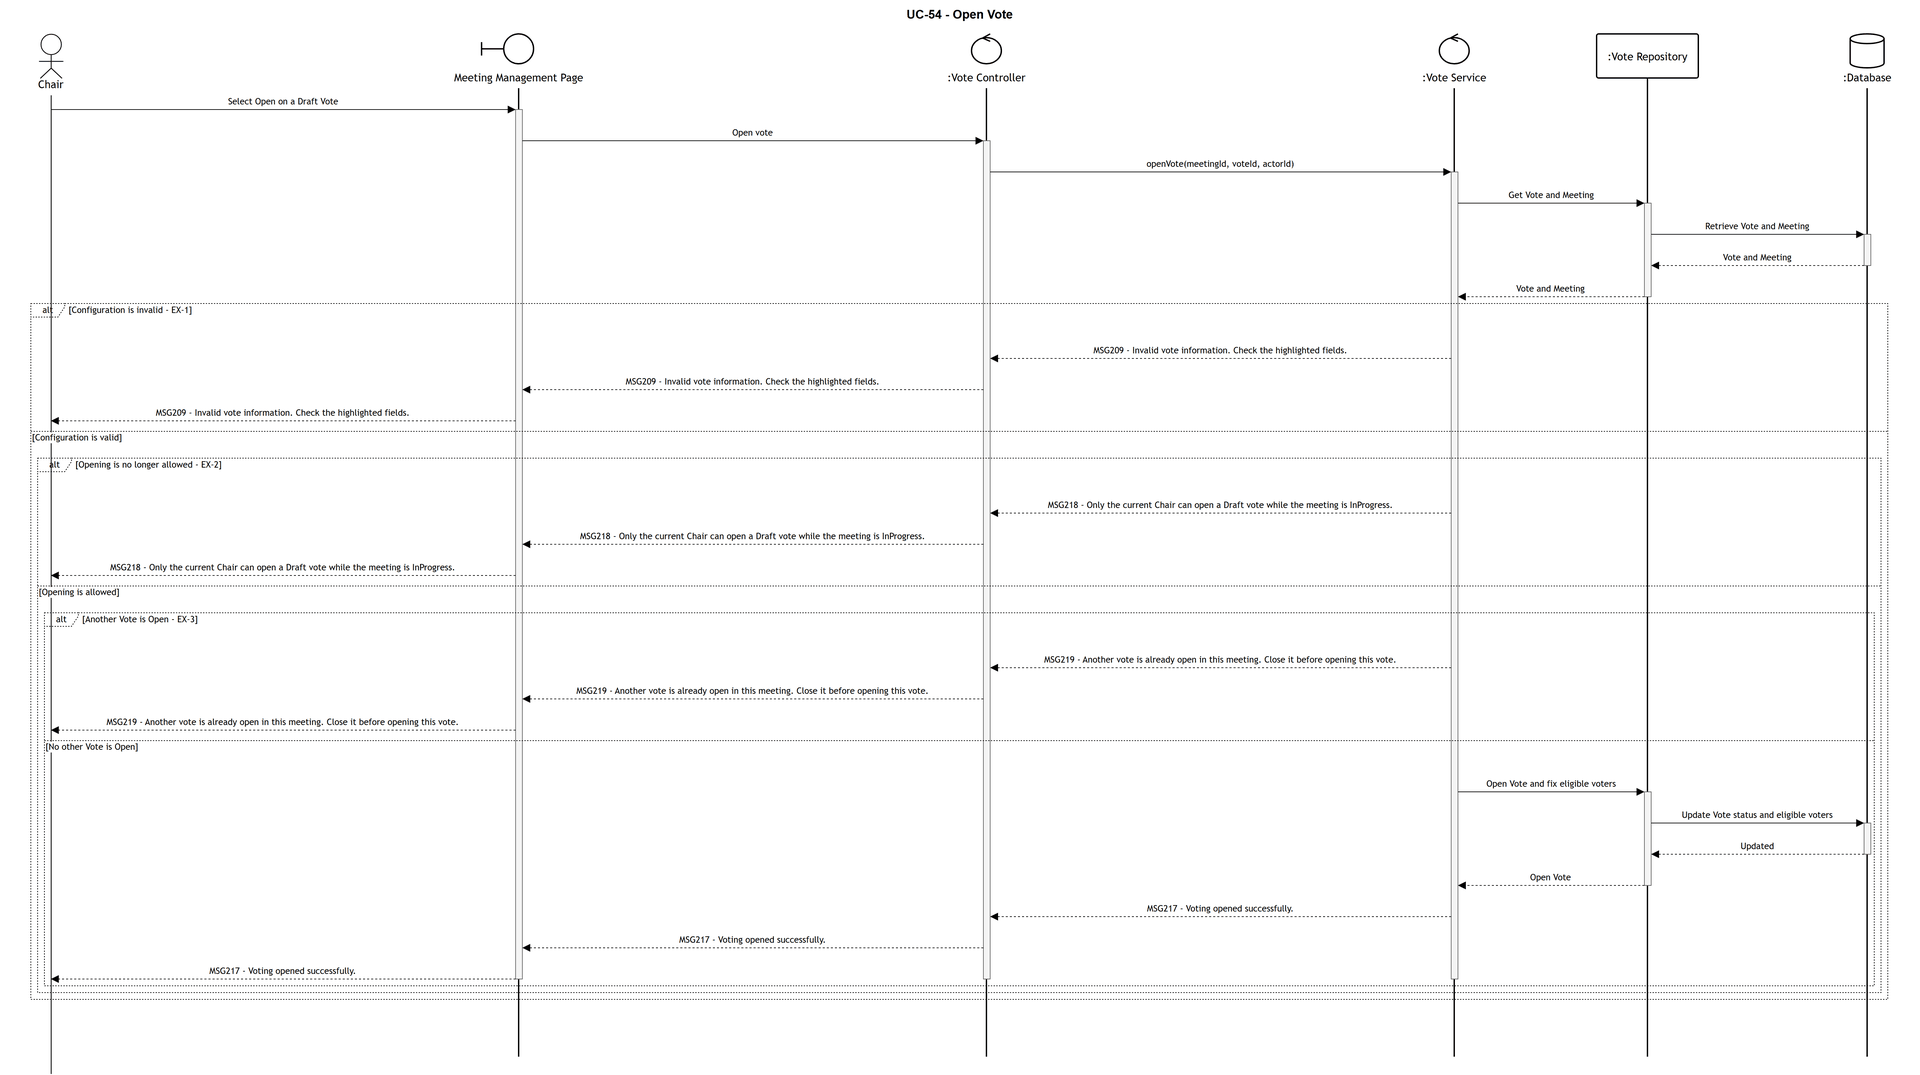 UC-54 - Open Vote
Chair
Meeting Management Page
:Vote Controller
:Vote Service
:Vote Repository
:Database
Select Open on a Draft Vote
Open vote
openVote(meetingId, voteId, actorId)
Get Vote and Meeting
Retrieve Vote and Meeting
Vote and Meeting
Vote and Meeting
alt [Configuration is invalid - EX-1]
MSG209 - Invalid vote information. Check the highlighted fields.
MSG209 - Invalid vote information. Check the highlighted fields.
MSG209 - Invalid vote information. Check the highlighted fields.
[Configuration is valid]
alt [Opening is no longer allowed - EX-2]
MSG218 - Only the current Chair can open a Draft vote while the meeting is InProgress.
MSG218 - Only the current Chair can open a Draft vote while the meeting is InProgress.
MSG218 - Only the current Chair can open a Draft vote while the meeting is InProgress.
[Opening is allowed]
alt [Another Vote is Open - EX-3]
MSG219 - Another vote is already open in this meeting. Close it before opening this vote.
MSG219 - Another vote is already open in this meeting. Close it before opening this vote.
MSG219 - Another vote is already open in this meeting. Close it before opening this vote.
[No other Vote is Open]
Open Vote and fix eligible voters
Update Vote status and eligible voters
Updated
Open Vote
MSG217 - Voting opened successfully.
MSG217 - Voting opened successfully.
MSG217 - Voting opened successfully.